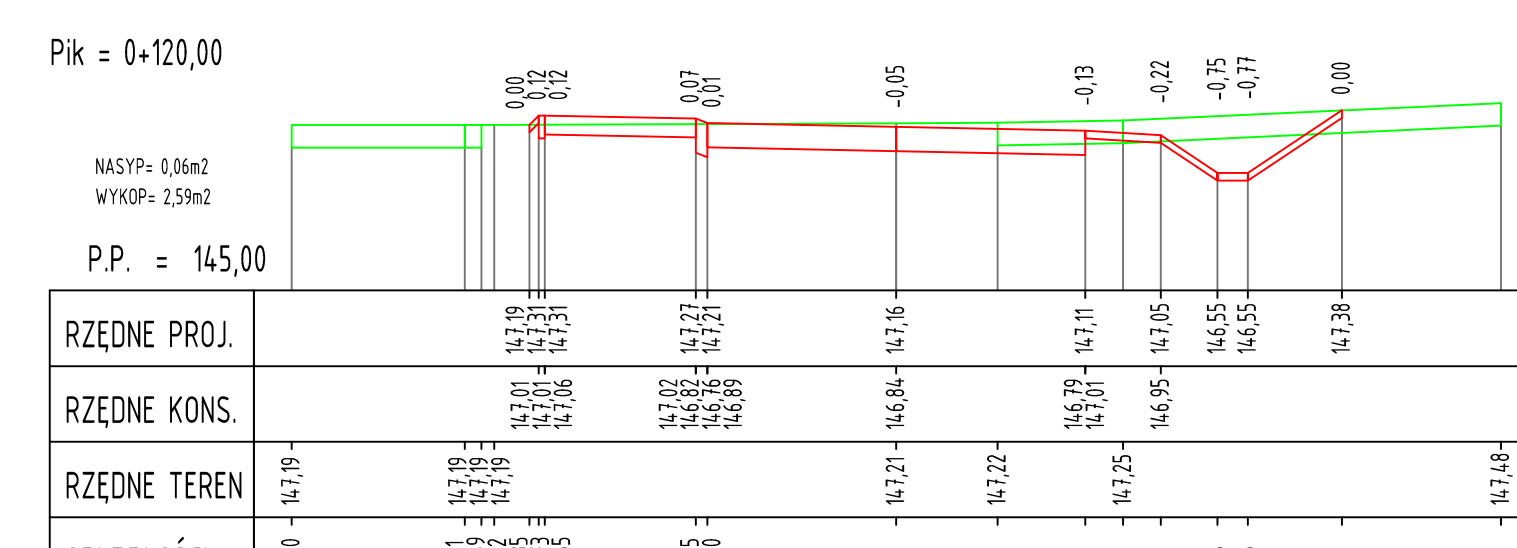 Pik = 0+120,00
0,00 0,12 0,12 0,07 0,01 -0,05 -0,13 -0,22 -0,75 -0,77 0,00
NASYP= 0,06m2
WYKOP= 2,59m2
P.P. = 145,00
RZĘDNE PROJ. 147,19 147,31 147,31 147,27 147,21 147,16 147,11 147,05 146,55 146,55 147,38
RZĘDNE KONS. 147,01 147,01 147,06 147,02 146,82 146,76 146,89 146,84 146,79 147,01 146,95
RZĘDNE TEREN 147,19 147,19 147,19 147,19 147,21 147,22 147,25 147,48